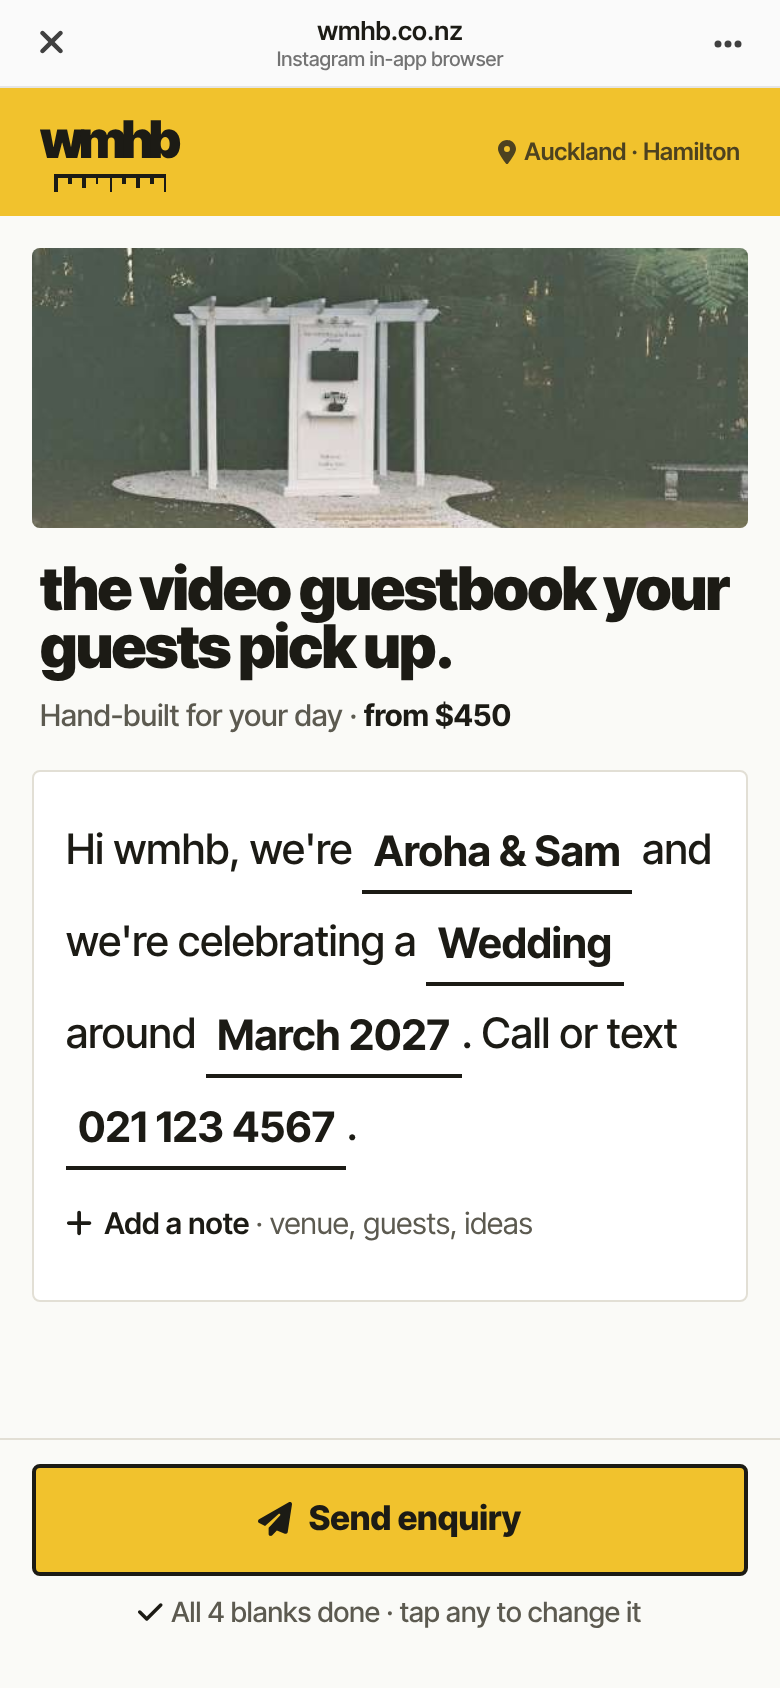 wmhb.co.nz
Instagram in-app browser
wmhb
Auckland · Hamilton
the video guestbook your
guests pick up.
Hand-built for your day · from $450
Hi wmhb, we're Aroha & Sam and
we're celebrating a Wedding
around March 2027 . Call or text
021 123 4567 .
Add a note · venue, guests, ideas
Send enquiry
All 4 blanks done · tap any to change it